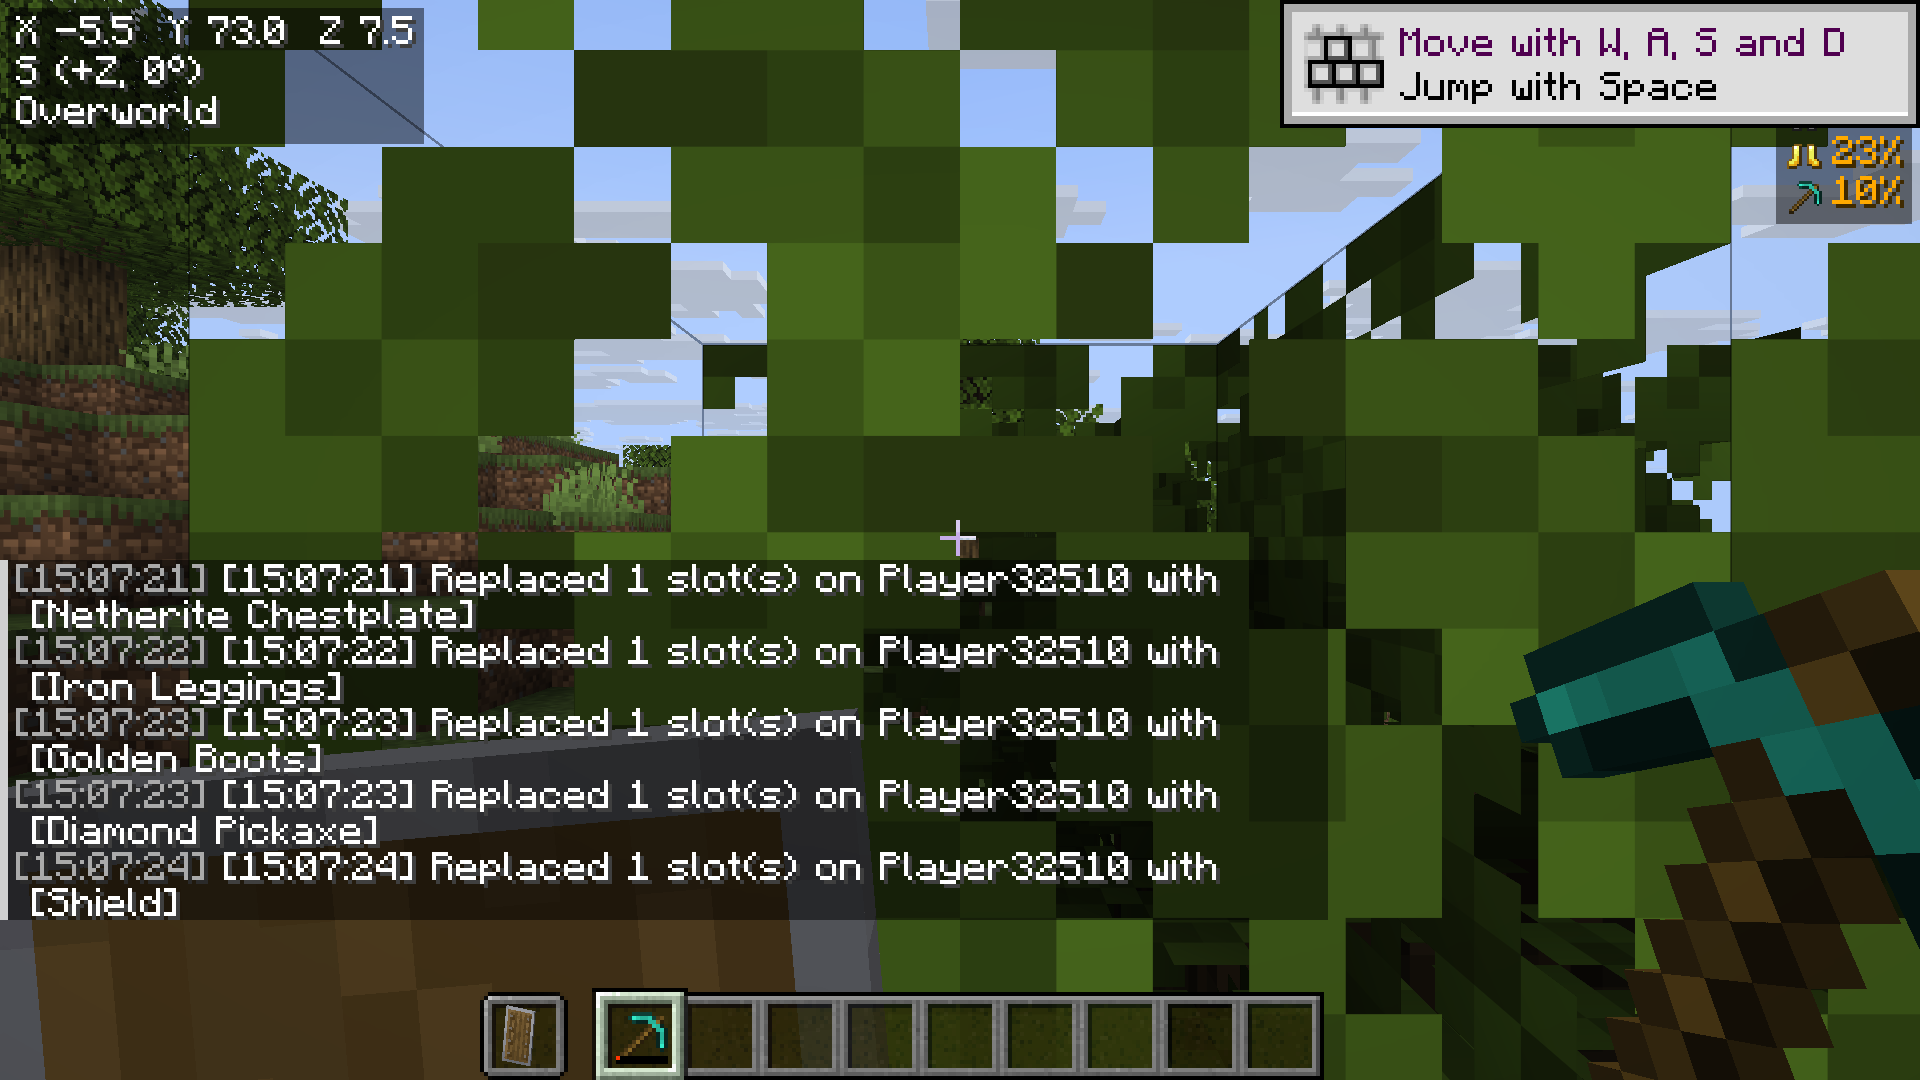 X -5.5 Y 73.0 Z 7.5
S (+Z, 0°)
Overworld
Move with W, A, S and D
Jump with Space
23%
10%
[15:07:21] [15:07:21] Replaced 1 slot(s) on Player32510 with
[Netherite Chestplate]
[15:07:22] [15:07:22] Replaced 1 slot(s) on Player32510 with
[Iron Leggings]
[15:07:23] [15:07:23] Replaced 1 slot(s) on Player32510 with
[Golden Boots]
[15:07:23] [15:07:23] Replaced 1 slot(s) on Player32510 with
[Diamond Pickaxe]
[15:07:24] [15:07:24] Replaced 1 slot(s) on Player32510 with
[Shield]